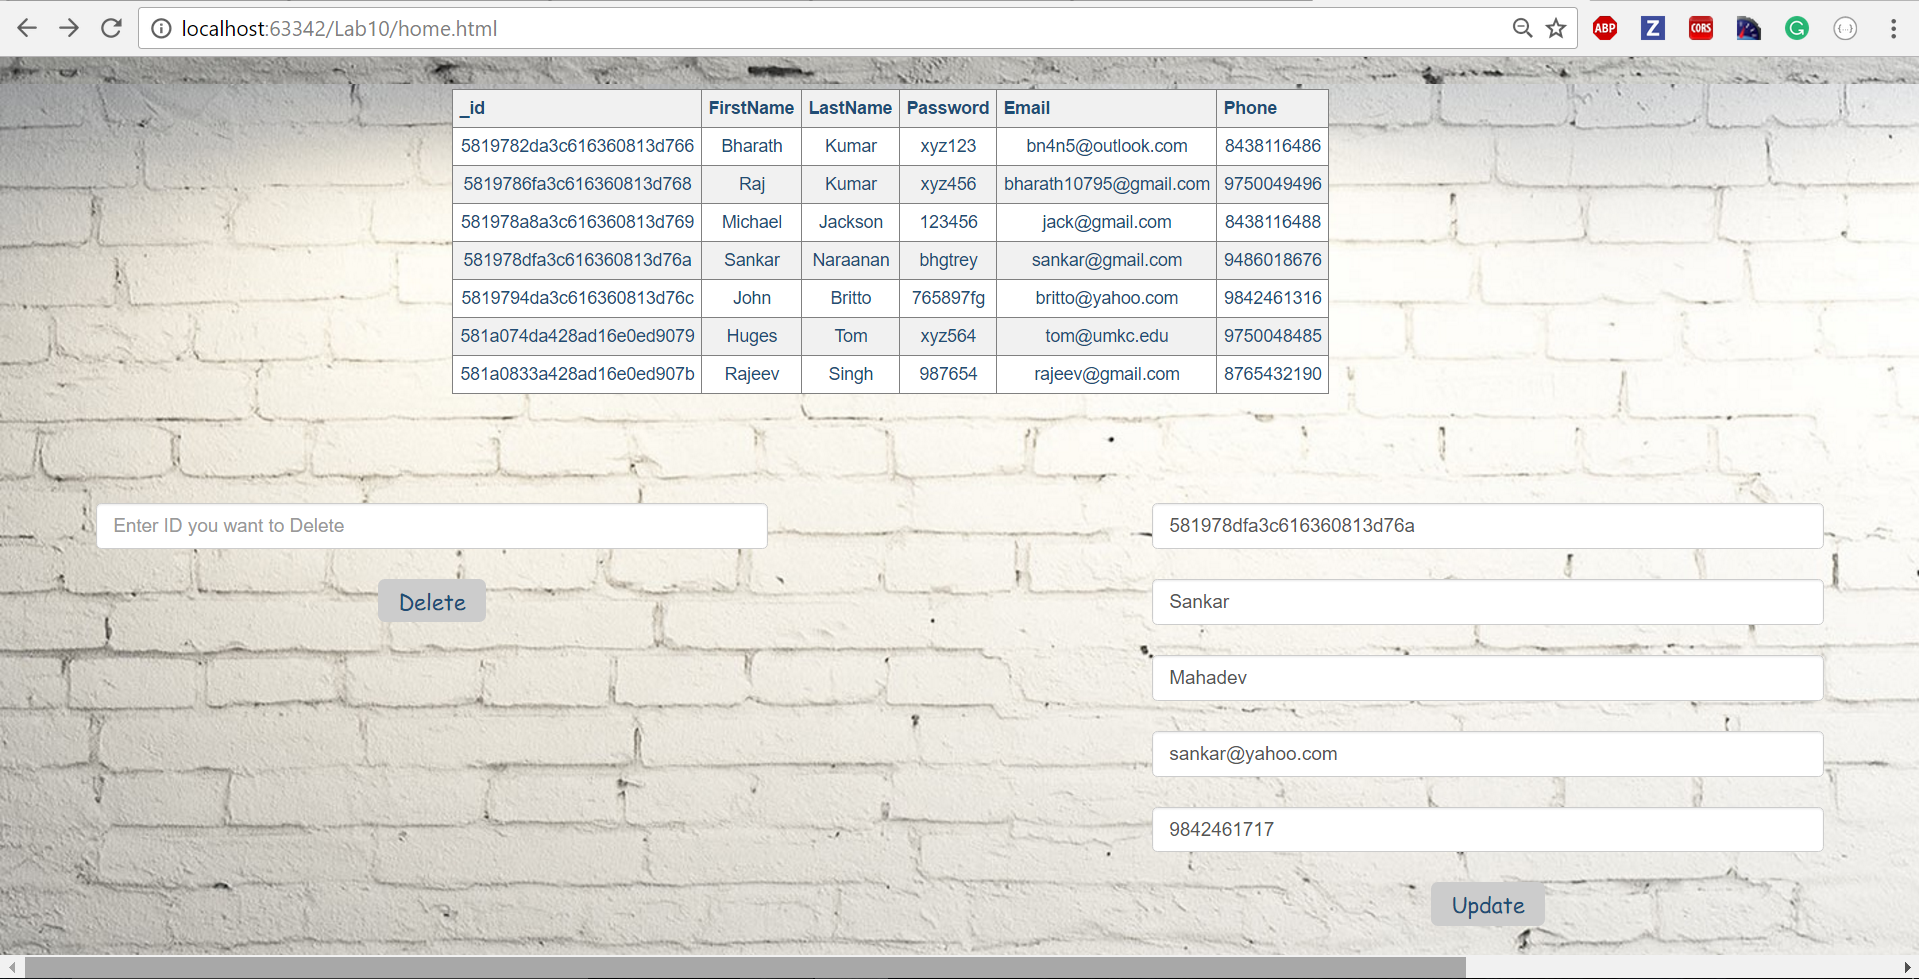 localhost:63342/Lab10/home.html
ABP Z CORS G {··}
_id FirstName LastName Password Email Phone
5819782da3c616360813d766 Bharath Kumar xyz123 bn4n5@outlook.com 8438116486
5819786fa3c616360813d768 Raj Kumar xyz456 bharath10795@gmail.com 9750049496
581978a8a3c616360813d769 Michael Jackson 123456 jack@gmail.com 8438116488
581978dfa3c616360813d76a Sankar Naraanan bhgtrey sankar@gmail.com 9486018676
5819794da3c616360813d76c John Britto 765897fg britto@yahoo.com 9842461316
581a074da428ad16e0ed9079 Huges Tom xyz564 tom@umkc.edu 9750048485
581a0833a428ad16e0ed907b Rajeev Singh 987654 rajeev@gmail.com 8765432190
Enter ID you want to Delete
Delete
581978dfa3c616360813d76a
Sankar
Mahadev
sankar@yahoo.com
9842461717
Update